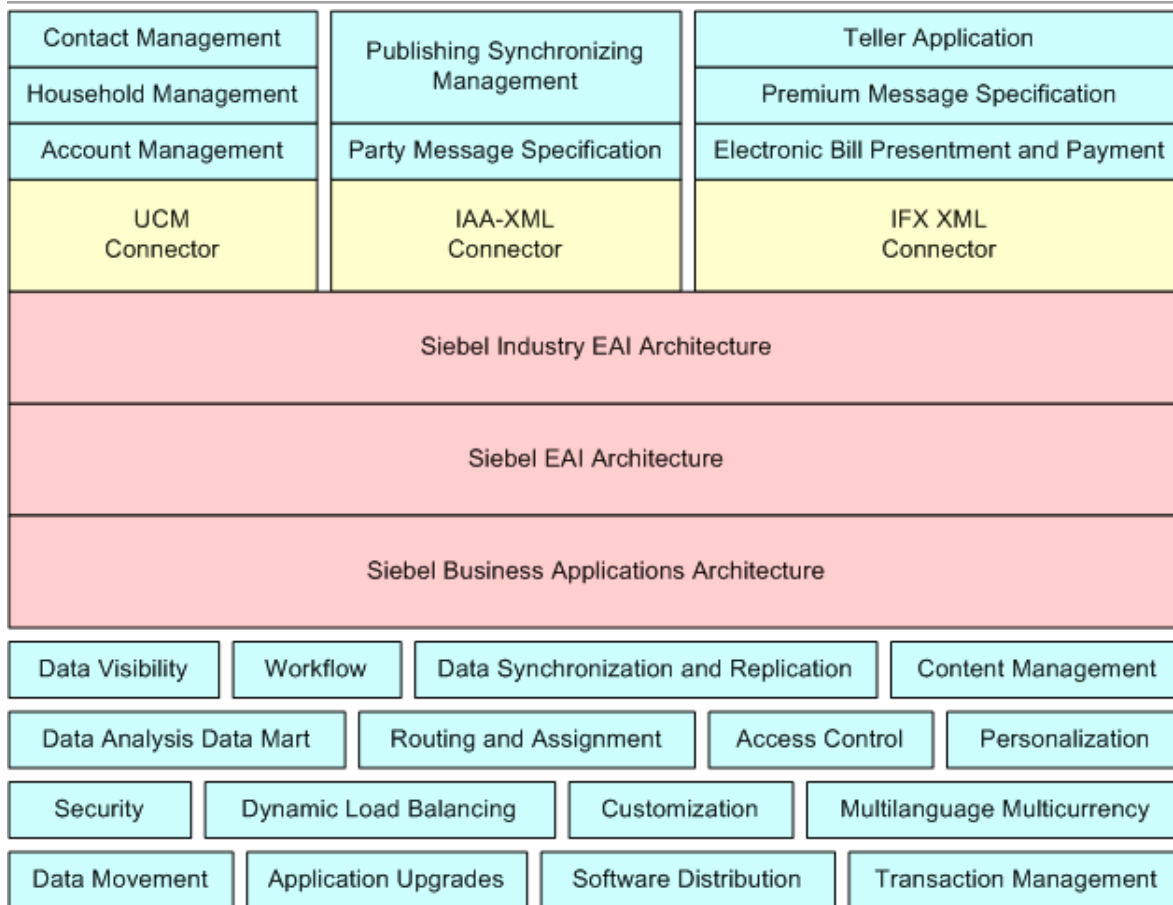 Contact Management
Household Management
Account Management
UCM
Connector
Publishing Synchronizing
Management
Party Message Specification
IAA-XML
Connector
Teller Application
Premium Message Specification
Electronic Bill Presentment and Payment
IFX XML
Connector
Siebel Industry EAI Architecture
Siebel EAI Architecture
Siebel Business Applications Architecture
Data Visibility
Workflow
Data Synchronization and Replication
Content Management
Data Analysis Data Mart
Routing and Assignment
Access Control
Personalization
Security
Dynamic Load Balancing
Customization
Multilanguage Multicurrency
Data Movement
Application Upgrades
Software Distribution
Transaction Management